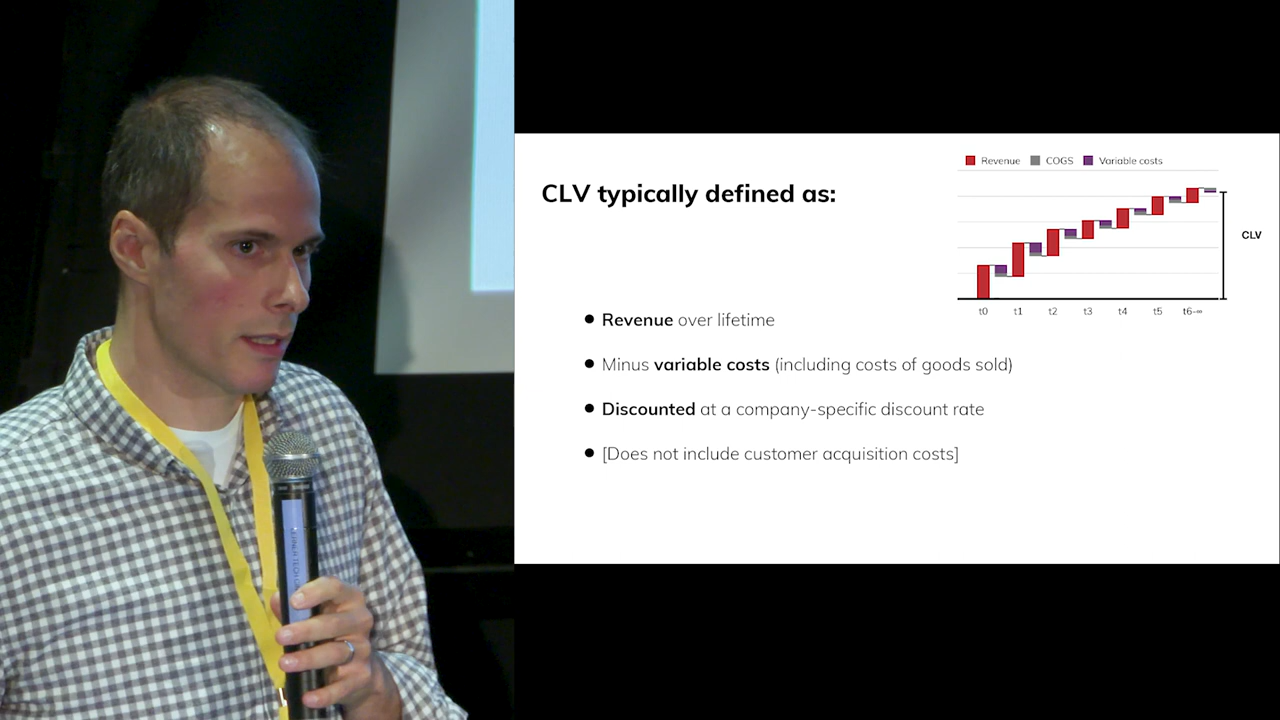 Revenue COGS Variable costs
CLV typically defined as:
CLV
t0 t1 t2 t3 t4 t5 t6-∞
● Revenue over lifetime
● Minus variable costs (including costs of goods sold)
● Discounted at a company-specific discount rate
● [Does not include customer acquisition costs]